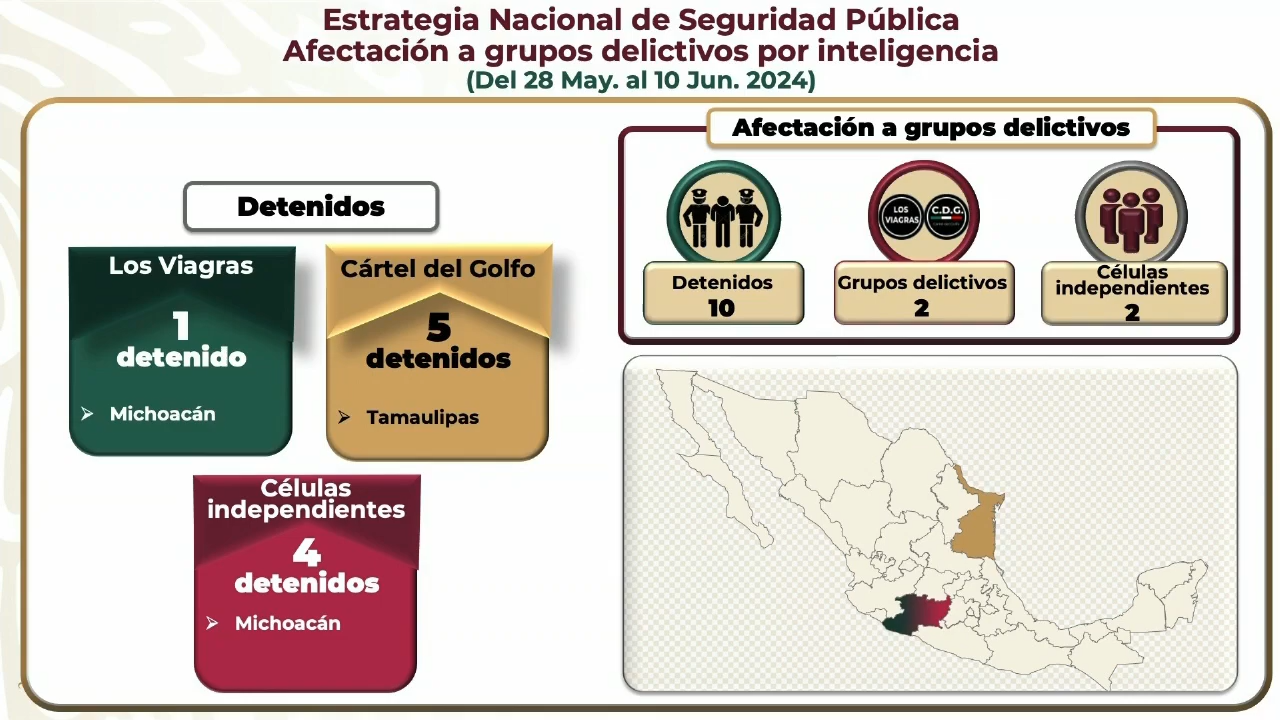 Estrategia Nacional de Seguridad Pública
Afectación a grupos delictivos por inteligencia
(Del 28 May. al 10 Jun. 2024)
Detenidos
Los Viagras
1
detenido
Michoacán
Cártel del Golfo
5
detenidos
Tamaulipas
Células
independientes
4
detenidos
Michoacán
Afectación a grupos delictivos
Detenidos
10
LOS
VIAGRAS
C.D.G.
Grupos delictivos
2
Células
independientes
2